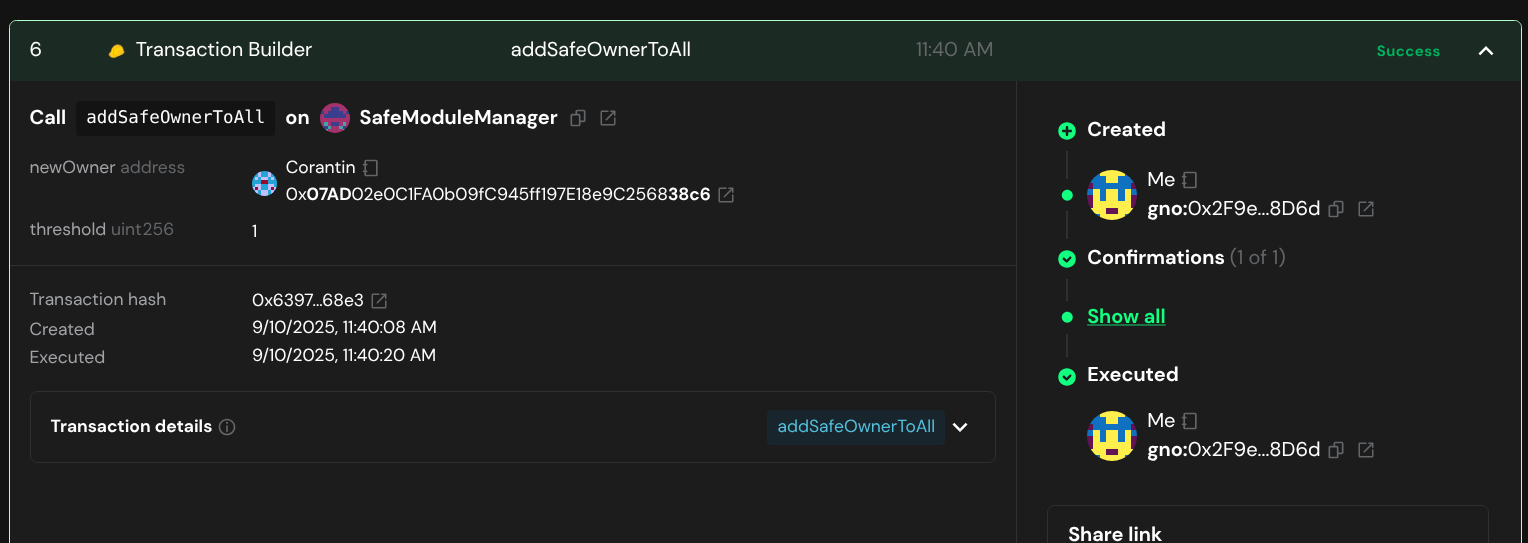 6 Transaction Builder addSafeOwnerToAll 11:40 AM Success
Call addSafeOwnerToAll on SafeModuleManager
newOwner address Corantin
0x07AD02e0C1FA0b09fC945ff197E18e9C256838c6
threshold uint256 1
Transaction hash 0x6397...68e3
Created 9/10/2025, 11:40:08 AM
Executed 9/10/2025, 11:40:20 AM
Transaction details addSafeOwnerToAll
Created
Me
gno:0x2F9e...8D6d
Confirmations (1 of 1)
Show all
Executed
Me
gno:0x2F9e...8D6d
Share link